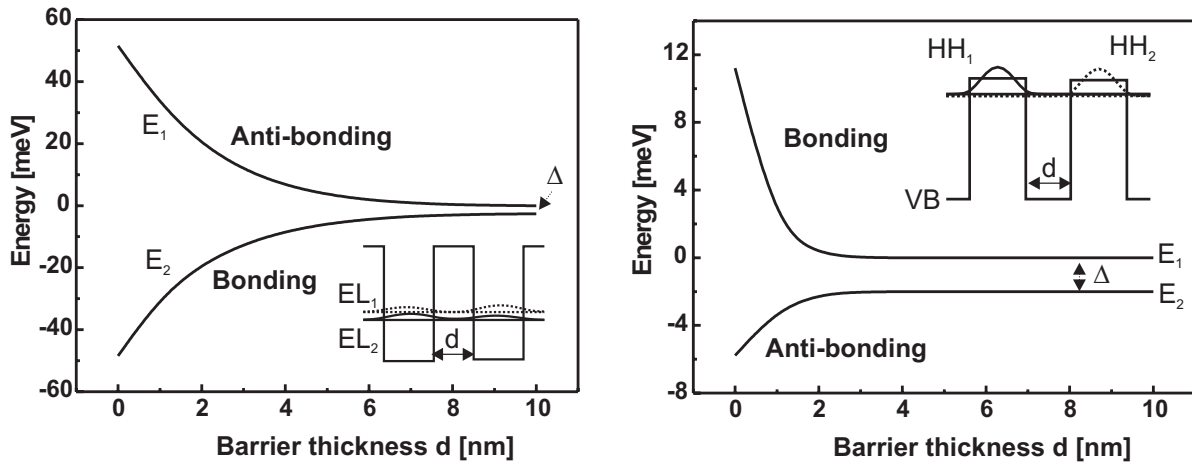 60
40
20
0
-20
-40
-60
Energy [meV]
E1
Anti-bonding
Δ
E2
Bonding
EL1
EL2
d
0 2 4 6 8 10
Barrier thickness d [nm]
12
8
4
0
-4
-8
Energy [meV]
HH1 HH2
Bonding
d
VB
E1
Δ
E2
Anti-bonding
0 2 4 6 8 10
Barrier thickness d [nm]